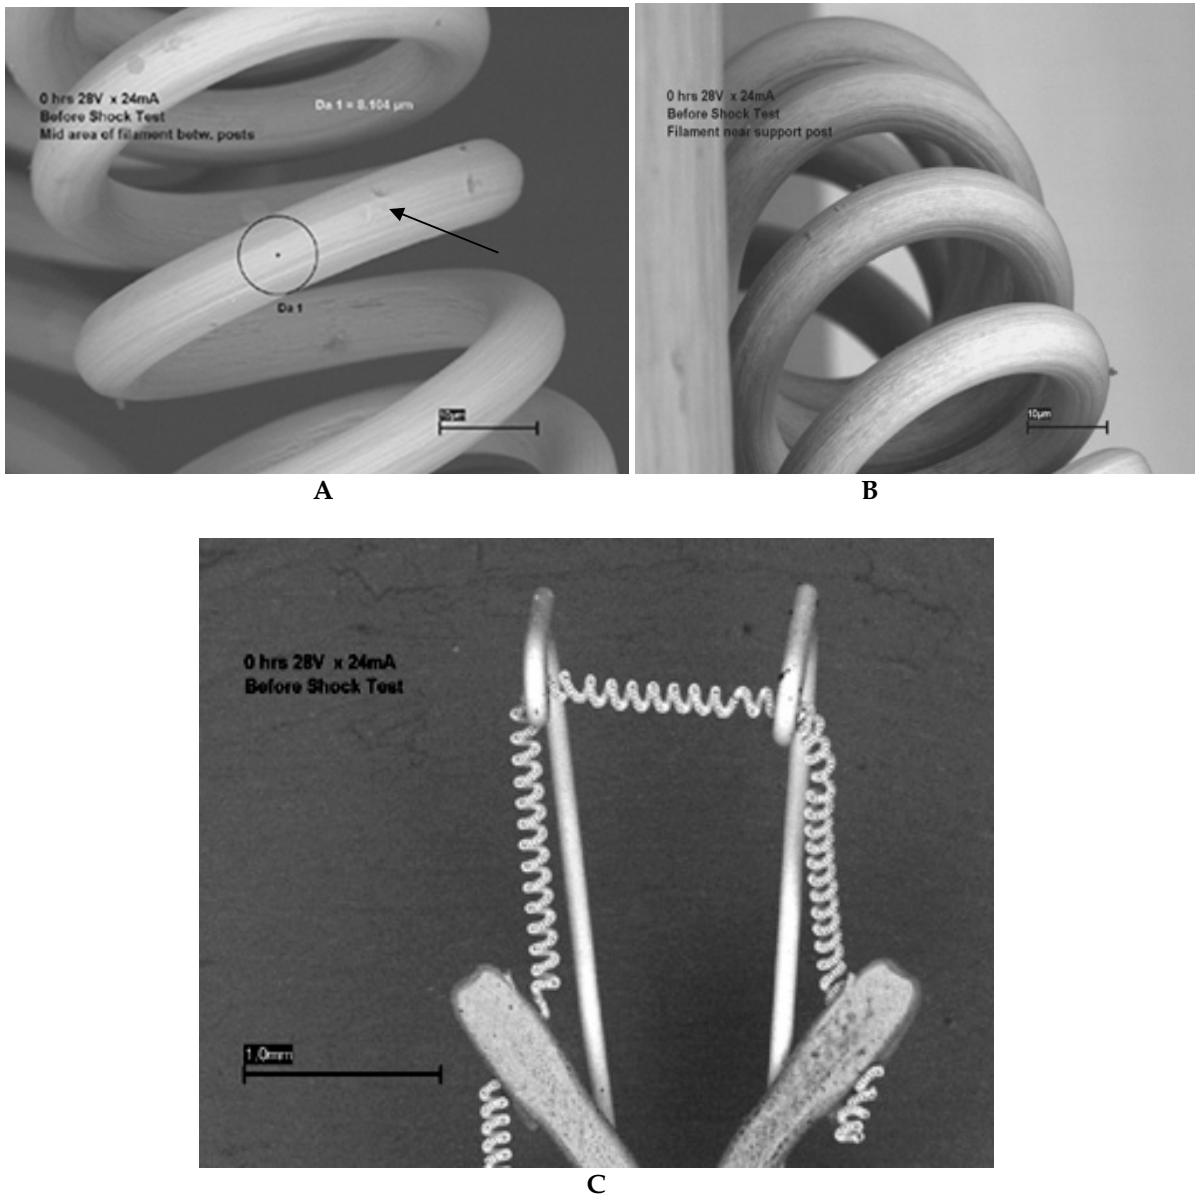 0 hrs 28V x 24mA
Before Shock Test
Mid area of filament betw. posts
Da 1 = 8.104 µm
Da 1
10µm
A
0 hrs 28V x 24mA
Before Shock Test
Filament near support post
10µm
B
0 hrs 28V x 24mA
Before Shock Test
1,0mm
C